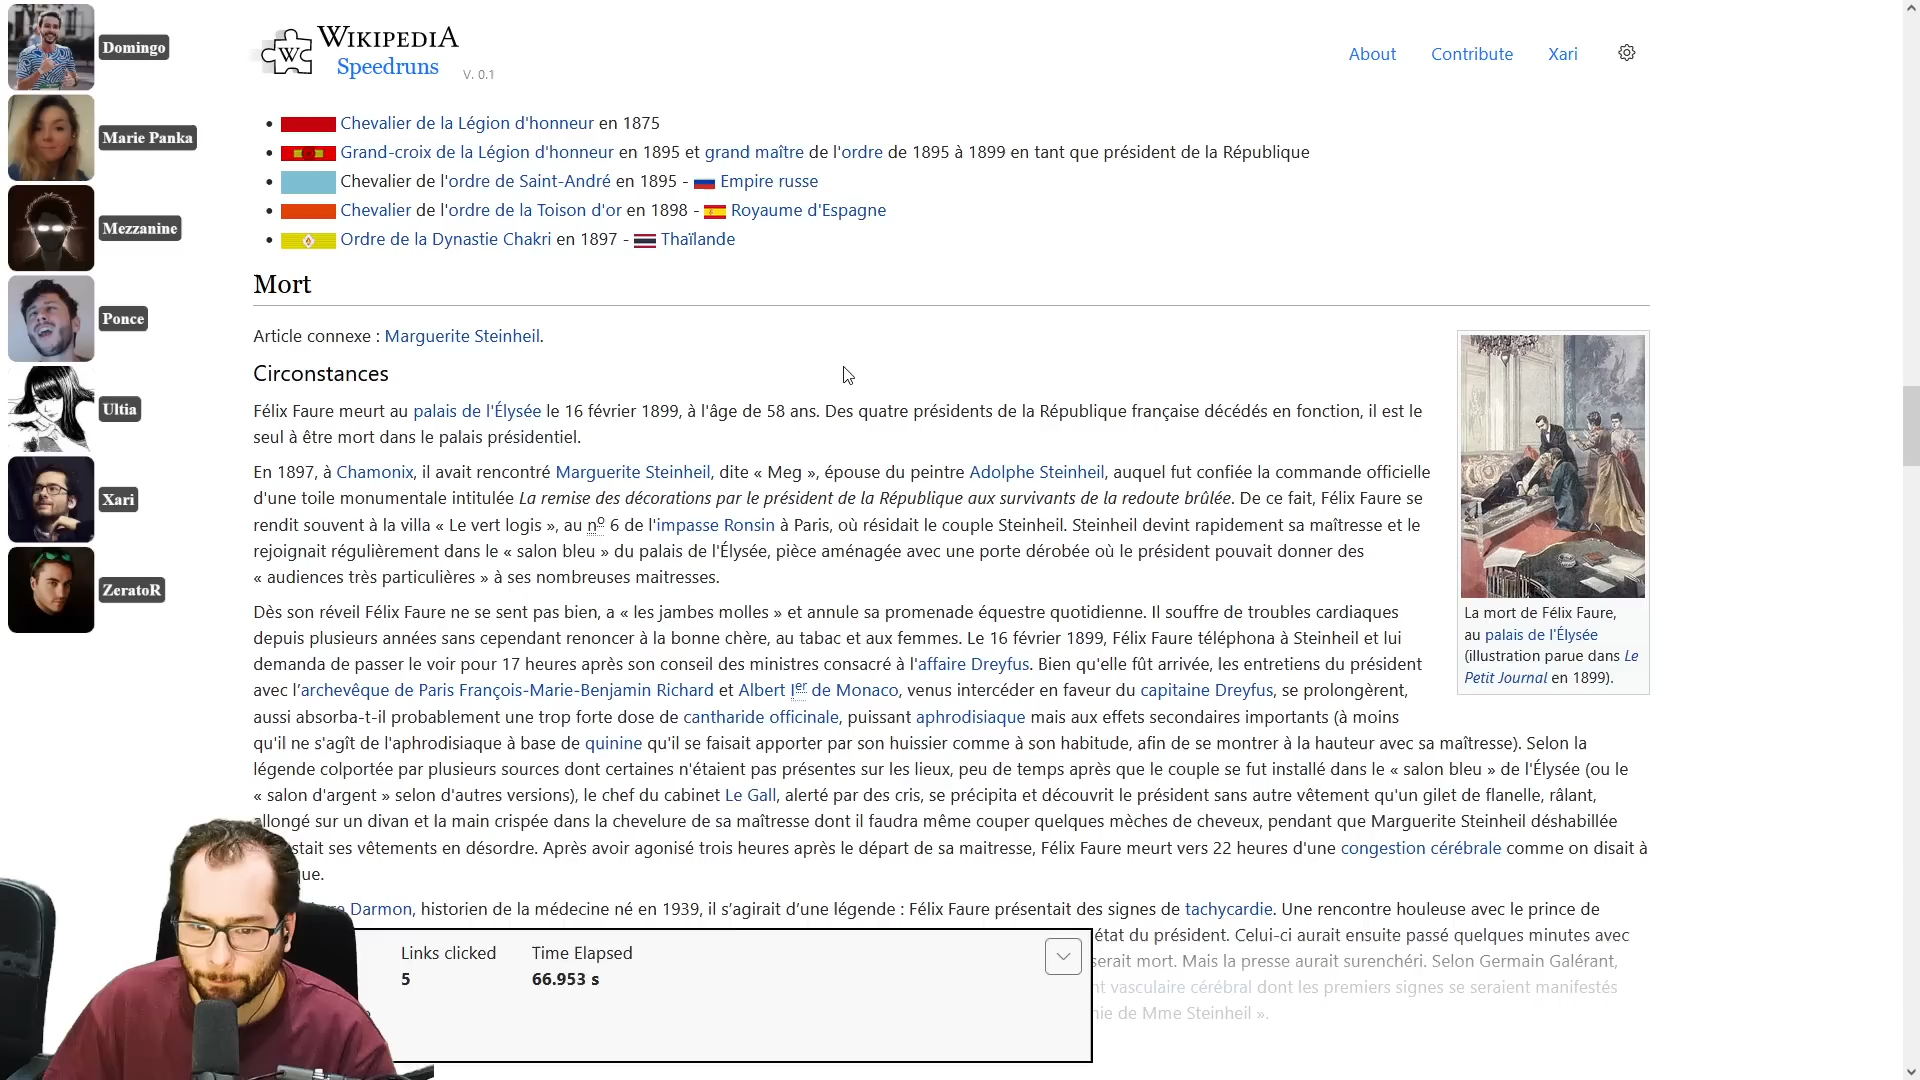 Domingo
Marie Panka
Mezzanine
Ponce
Ultia
Xari
ZeratoR
WIKIPEDIA
Speedruns
V. 0.1
About
Contribute
Xari
Chevalier de la Légion d'honneur en 1875
Grand-croix de la Légion d'honneur en 1895 et grand maître de l'ordre de 1895 à 1899 en tant que président de la République
Chevalier de l'ordre de Saint-André en 1895 - Empire russe
Chevalier de l'ordre de la Toison d'or en 1898 - Royaume d'Espagne
Ordre de la Dynastie Chakri en 1897 - Thaïlande
Mort
Article connexe : Marguerite Steinheil.
Circonstances
Félix Faure meurt au palais de l'Élysée le 16 février 1899, à l'âge de 58 ans. Des quatre présidents de la République française décédés en fonction, il est le
seul à être mort dans le palais présidentiel.
En 1897, à Chamonix, il avait rencontré Marguerite Steinheil, dite « Meg », épouse du peintre Adolphe Steinheil, auquel fut confiée la commande officielle
d'une toile monumentale intitulée La remise des décorations par le président de la République aux survivants de la redoute brûlée. De ce fait, Félix Faure se
rendit souvent à la villa « Le vert logis », au nº 6 de l'impasse Ronsin à Paris, où résidait le couple Steinheil. Steinheil devint rapidement sa maîtresse et le
rejoignait régulièrement dans le « salon bleu » du palais de l'Élysée, pièce aménagée avec une porte dérobée où le président pouvait donner des
« audiences très particulières » à ses nombreuses maitresses.
Dès son réveil Félix Faure ne se sent pas bien, a « les jambes molles » et annule sa promenade équestre quotidienne. Il souffre de troubles cardiaques
depuis plusieurs années sans cependant renoncer à la bonne chère, au tabac et aux femmes. Le 16 février 1899, Félix Faure téléphona à Steinheil et lui
demanda de passer le voir pour 17 heures après son conseil des ministres consacré à l'affaire Dreyfus. Bien qu'elle fût arrivée, les entretiens du président
avec l’archevêque de Paris François-Marie-Benjamin Richard et Albert Ier de Monaco, venus intercéder en faveur du capitaine Dreyfus, se prolongèrent,
aussi absorba-t-il probablement une trop forte dose de cantharide officinale, puissant aphrodisiaque mais aux effets secondaires importants (à moins
qu'il ne s'agît de l'aphrodisiaque à base de quinine qu'il se faisait apporter par son huissier comme à son habitude, afin de se montrer à la hauteur avec sa maîtresse). Selon la
légende colportée par plusieurs sources dont certaines n'étaient pas présentes sur les lieux, peu de temps après que le couple se fut installé dans le « salon bleu » de l'Élysée (ou le
« salon d'argent » selon d'autres versions), le chef du cabinet Le Gall, alerté par des cris, se précipita et découvrit le président sans autre vêtement qu'un gilet de flanelle, râlant,
allongé sur un divan et la main crispée dans la chevelure de sa maîtresse dont il faudra même couper quelques mèches de cheveux, pendant que Marguerite Steinheil déshabillée
stait ses vêtements en désordre. Après avoir agonisé trois heures après le départ de sa maitresse, Félix Faure meurt vers 22 heures d'une congestion cérébrale comme on disait à
que.
Darmon, historien de la médecine né en 1939, il s’agirait d’une légende : Félix Faure présentait des signes de tachycardie. Une rencontre houleuse avec le prince de
état du président. Celui-ci aurait ensuite passé quelques minutes avec
serait mort. Mais la presse aurait surenchéri. Selon Germain Galérant,
nt vasculaire cérébral dont les premiers signes se seraient manifestés
nie de Mme Steinheil ».
La mort de Félix Faure,
au palais de l'Élysée
(illustration parue dans Le
Petit Journal en 1899).
Links clicked
5
Time Elapsed
66.953 s